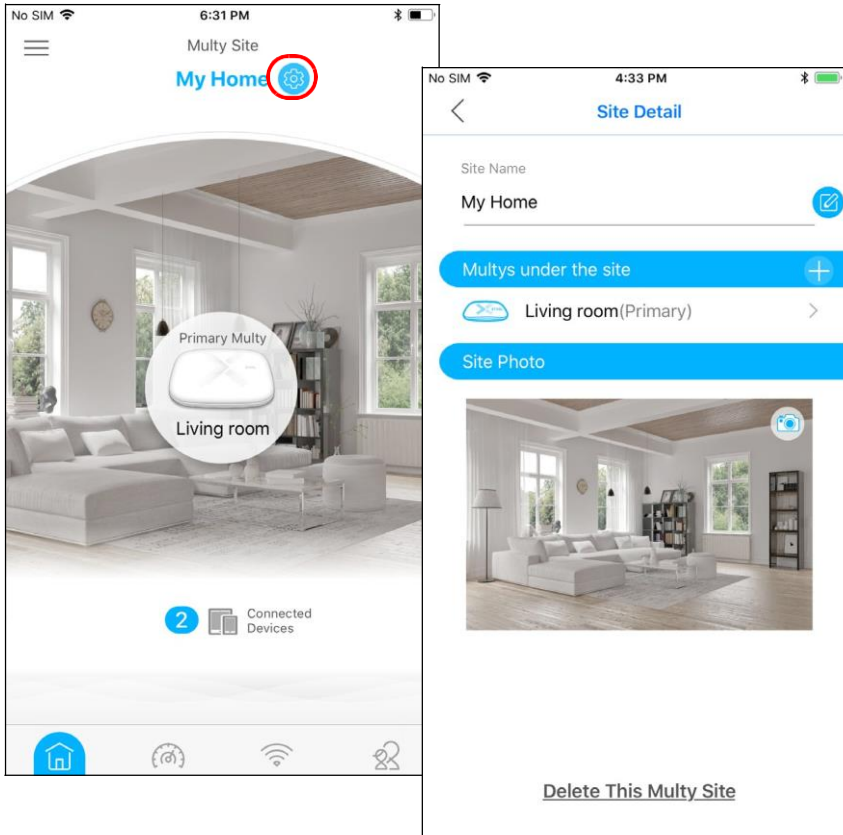 No SIM 6:31 PM
Multy Site
My Home
Primary Multy
Living room
2 Connected
Devices
No SIM 4:33 PM
Site Detail
Site Name
My Home
Multys under the site
Living room(Primary)
Site Photo
Delete This Multy Site